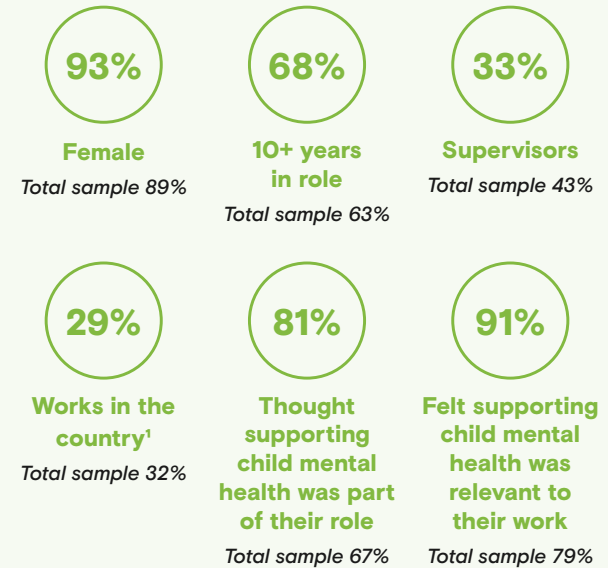 93%
Female
Total sample 89%
68%
10+ years
in role
Total sample 63%
33%
Supervisors
Total sample 43%
29%
Works in the
country¹
Total sample 32%
81%
Thought
supporting
child mental
health was part
of their role
Total sample 67%
91%
Felt supporting
child mental
health was
relevant to
their work
Total sample 79%